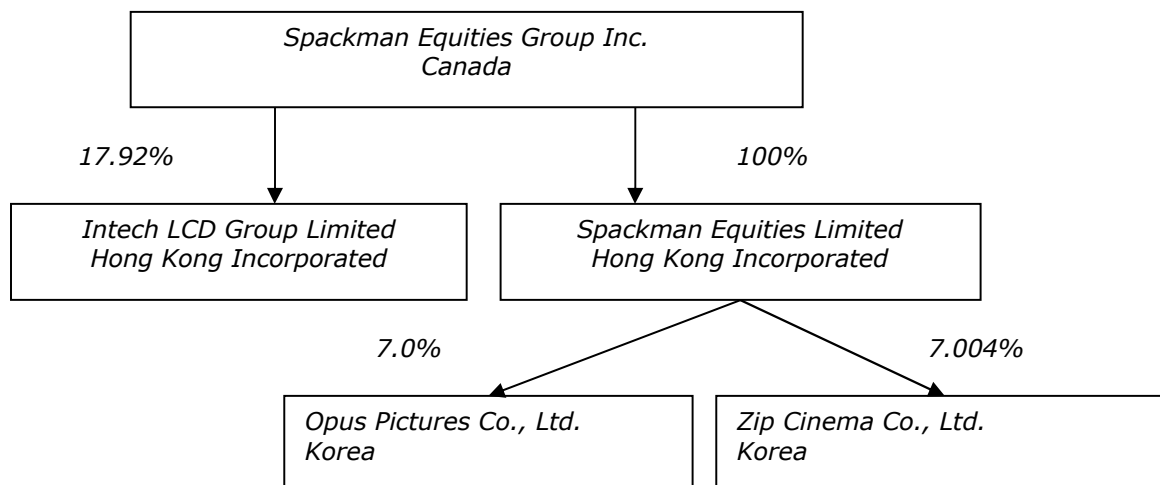 Spackman Equities Group Inc.
Canada
17.92%
100%
Intech LCD Group Limited
Hong Kong Incorporated
Spackman Equities Limited
Hong Kong Incorporated
7.0%
7.004%
Opus Pictures Co., Ltd.
Korea
Zip Cinema Co., Ltd.
Korea